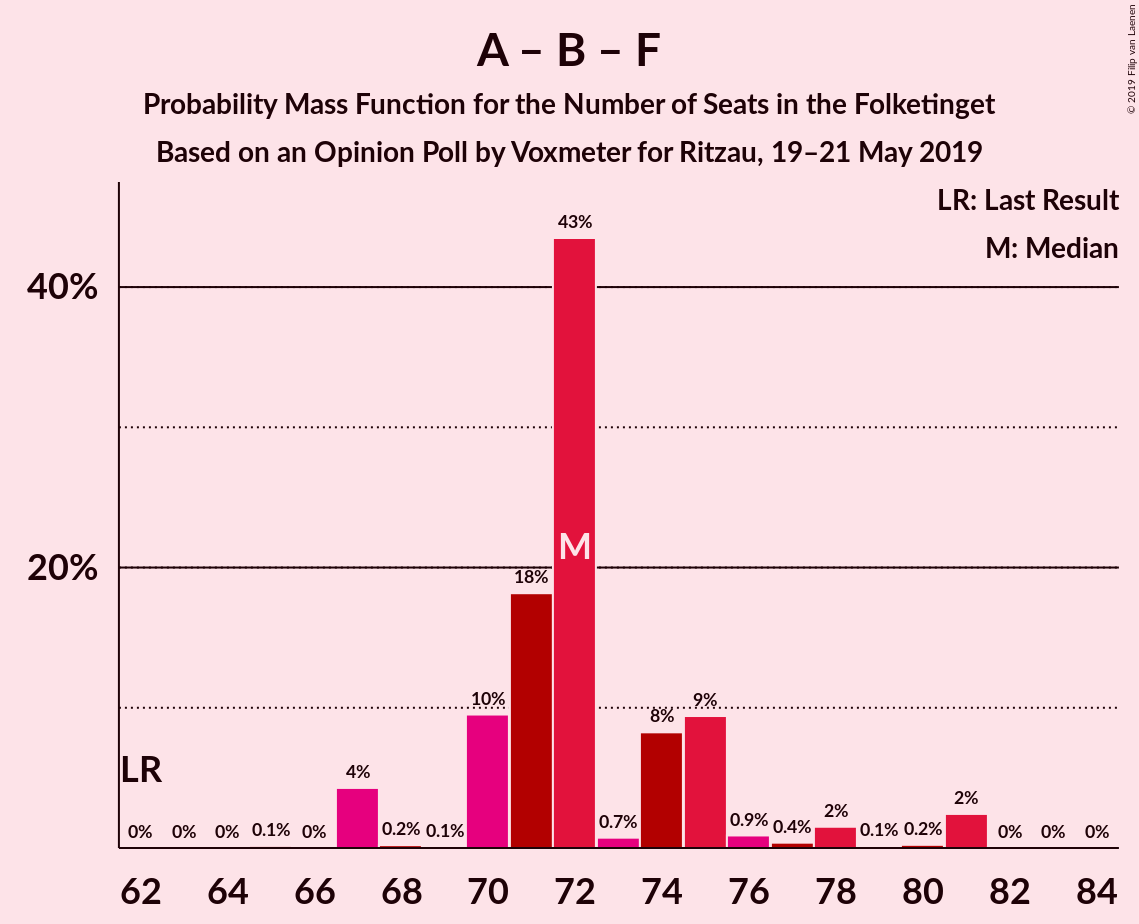 A – B – F
Probability Mass Function for the Number of Seats in the Folketinget
Based on an Opinion Poll by Voxmeter for Ritzau, 19–21 May 2019
© 2019 Filip van Laenen
LR: Last Result
M: Median
40%
20%
LR
M
0%
0%
0%
0.1%
0%
4%
0.2%
0.1%
10%
18%
43%
0.7%
8%
9%
0.9%
0.4%
2%
0.1%
0.2%
2%
0%
0%
0%
62 64 66 68 70 72 74 76 78 80 82 84